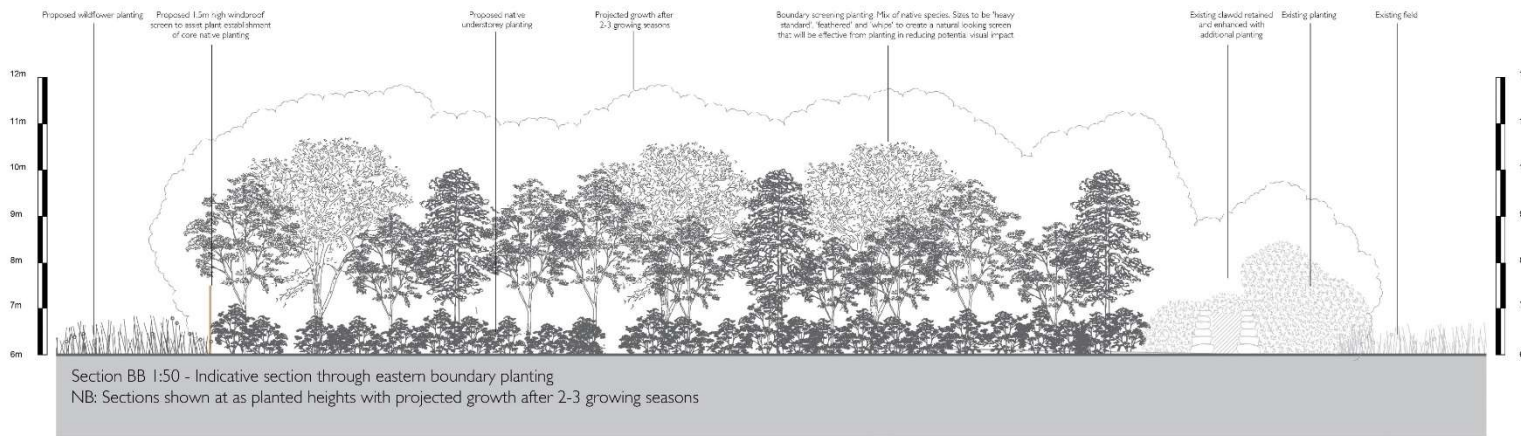 Proposed wildflower planting
Proposed 1.5m high windproof
screen to asset plant establishment
of core native planting
Proposed native
understorey planting
Projected growth after
2-3 growing seasons
Boundary screening planting. Mix of native species. Sizes to be 'heavy
standard', 'feathered' and 'whips' to create a natural looking screen
that will be effective from planting in reducing potential visual impact
Existing clawdd retained
and enhanced with
additional planting
Existing planting
Existing field
12m
11m
10m
9m
8m
7m
6m
Section BB 1:50 - Indicative section through eastern boundary planting
NB: Sections shown at as planted heights with projected growth after 2-3 growing seasons